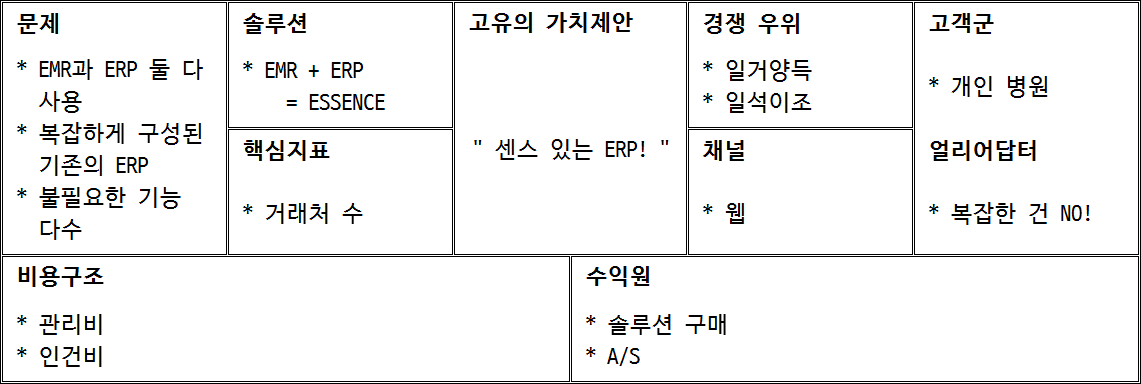 문제
* EMR과 ERP 둘 다
사용
* 복잡하게 구성된
기존의 ERP
* 불필요한 기능
다수
솔루션
* EMR + ERP
= ESSENCE
핵심지표
* 거래처 수
고유의 가치제안
" 센스 있는 ERP! "
경쟁 우위
* 일거양득
* 일석이조
채널
* 웹
고객군
* 개인 병원
얼리어답터
* 복잡한 건 NO!
비용구조
* 관리비
* 인건비
수익원
* 솔루션 구매
* A/S